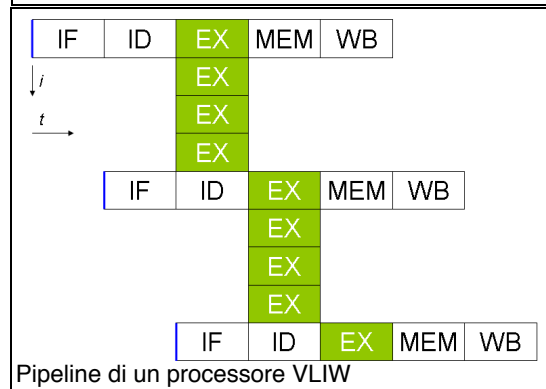 IF ID EX MEM WB
i
EX
t
EX
EX
IF ID EX MEM WB
EX
EX
EX
IF ID EX MEM WB
Pipeline di un processore VLIW